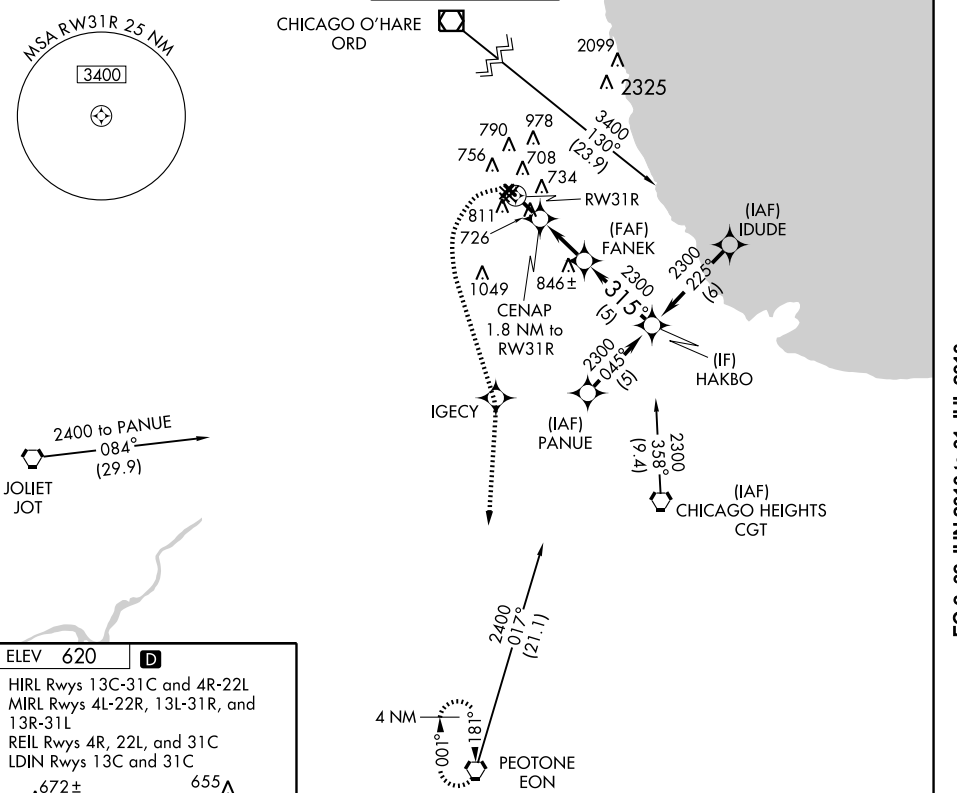 MSA RW31R 25 NM
3400
CHICAGO O'HARE
ORD
2099
2325
3400
130°
(23.9)
978
790
756
708
734
RW31R
811
726
(FAF)
FANEK
(IAF)
IDUDE
2300
225°
(6)
2300
315°
(5)
1049
846±
CENAP
1.8 NM to
RW31R
2300
045°
(5)
(IF)
HAKBO
IGECY
(IAF)
PANUE
2400 to PANUE
084°
(29.9)
JOLIET
JOT
2300
358°
(9.4)
(IAF)
CHICAGO HEIGHTS
CGT
2400
017°
(21.1)
ELEV 620 D
HIRL Rwys 13C-31C and 4R-22L
MIRL Rwys 4L-22R, 13L-31R, and
13R-31L
REIL Rwys 4R, 22L, and 31C
LDIN Rwys 13C and 31C
672±
655
4 NM
001°
181°
PEOTONE
EON